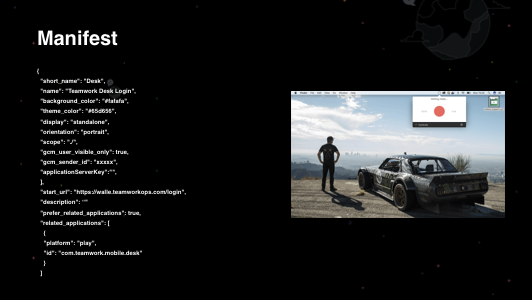 Manifest
{
"short_name": "Desk",
"name": "Teamwork Desk Login",
"background_color": "#fafafa",
"theme_color": "#65d656",
"display": "standalone",
"orientation": "portrait",
"scope": "./",
"gcm_user_visible_only": true,
"gcm_sender_id": "xxxxx",
"applicationServerKey":"",
],
"start_url": "https://walle.teamworkops.com/login",
"description": ""
"prefer_related_applications": true,
"related_applications": [
{
"platform": "play",
"id": "com.teamwork.mobile.desk"
}
]